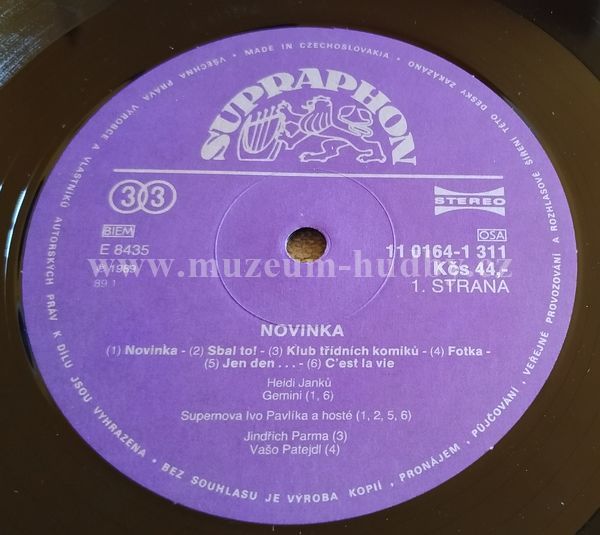 VŠECHNA PRÁVA VÝROBCE A VLASTNÍKŮ AUTORSKÝCH PRÁV K DÍLU JSOU VYHRAZENA • BEZ SOUHLASU JE VÝROBA KOPIÍ, PRONÁJEM, PŮJČOVÁNÍ, VEŘEJNÉ PROVOZOVÁNÍ A ROZHLASOVÉ ŠÍŘENÍ TÉTO DESKY ZAKÁZÁNO • MADE IN CZECHOSLOVAKIA •
SUPRAPHON
33
STEREO
BIEM
OSA
E 8435
11 0164-1 311
℗ 1989
Kčs 44,-
89 1
1. STRANA
www.muzeum-hudby.cz
NOVINKA
(1) Novinka - (2) Sbal to! - (3) Klub třídních komiků - (4) Fotka -
(5) Jen den . . . - (6) C'est la vie
Heidi Janků
Gemini (1, 6)
Supernova Ivo Pavlíka a hosté (1, 2, 5, 6)
Jindřich Parma (3)
Vašo Patejdl (4)